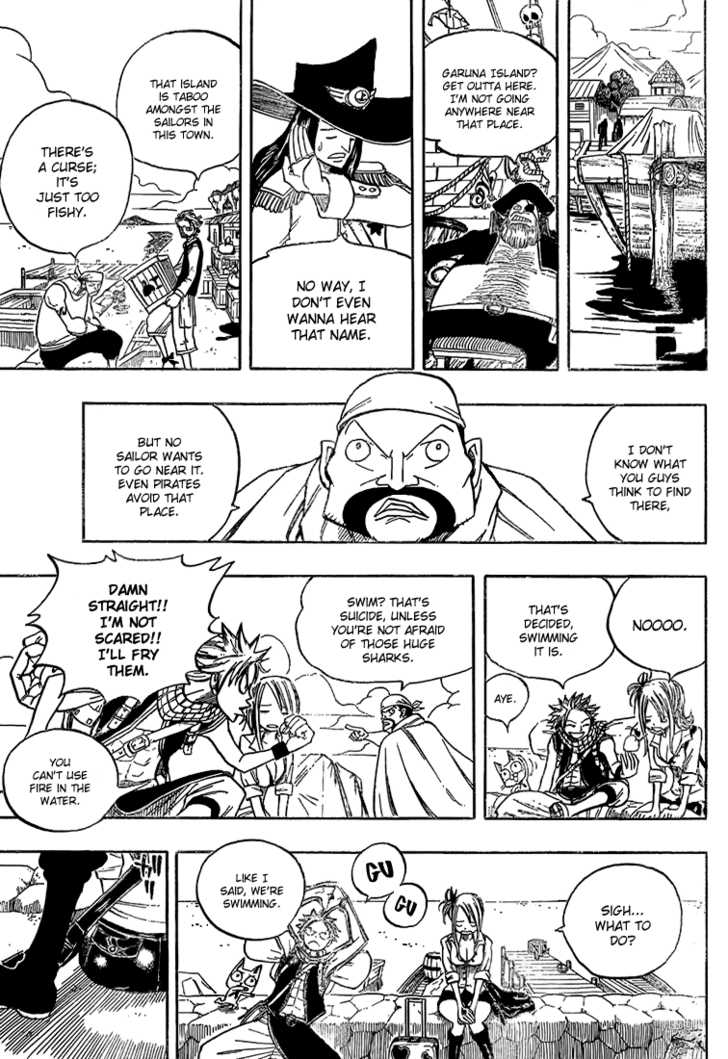 GARUNA ISLAND?
GET OUTTA HERE.
I'M NOT GOING
ANYWHERE NEAR
THAT PLACE.
NO WAY, I
DON'T EVEN
WANNA HEAR
THAT NAME.
THAT ISLAND
IS TABOO
AMONGST THE
SAILORS IN
THIS TOWN.
THERE'S
A CURSE;
IT'S
JUST TOO
FISHY.
I DON'T
KNOW WHAT
YOU GUYS
THINK TO FIND
THERE,
BUT NO
SAILOR WANTS
TO GO NEAR IT.
EVEN PIRATES
AVOID THAT
PLACE.
NOOOO.
THAT'S
DECIDED,
SWIMMING
IT IS.
AYE.
SWIM? THAT'S
SUICIDE, UNLESS
YOU'RE NOT AFRAID
OF THOSE HUGE
SHARKS.
DAMN
STRAIGHT!!
I'M NOT
SCARED!!
I'LL FRY
THEM.
YOU
CAN'T USE
FIRE IN THE
WATER.
SIGH...
WHAT TO
DO?
GU
GU
LIKE I
SAID, WE'RE
SWIMMING.